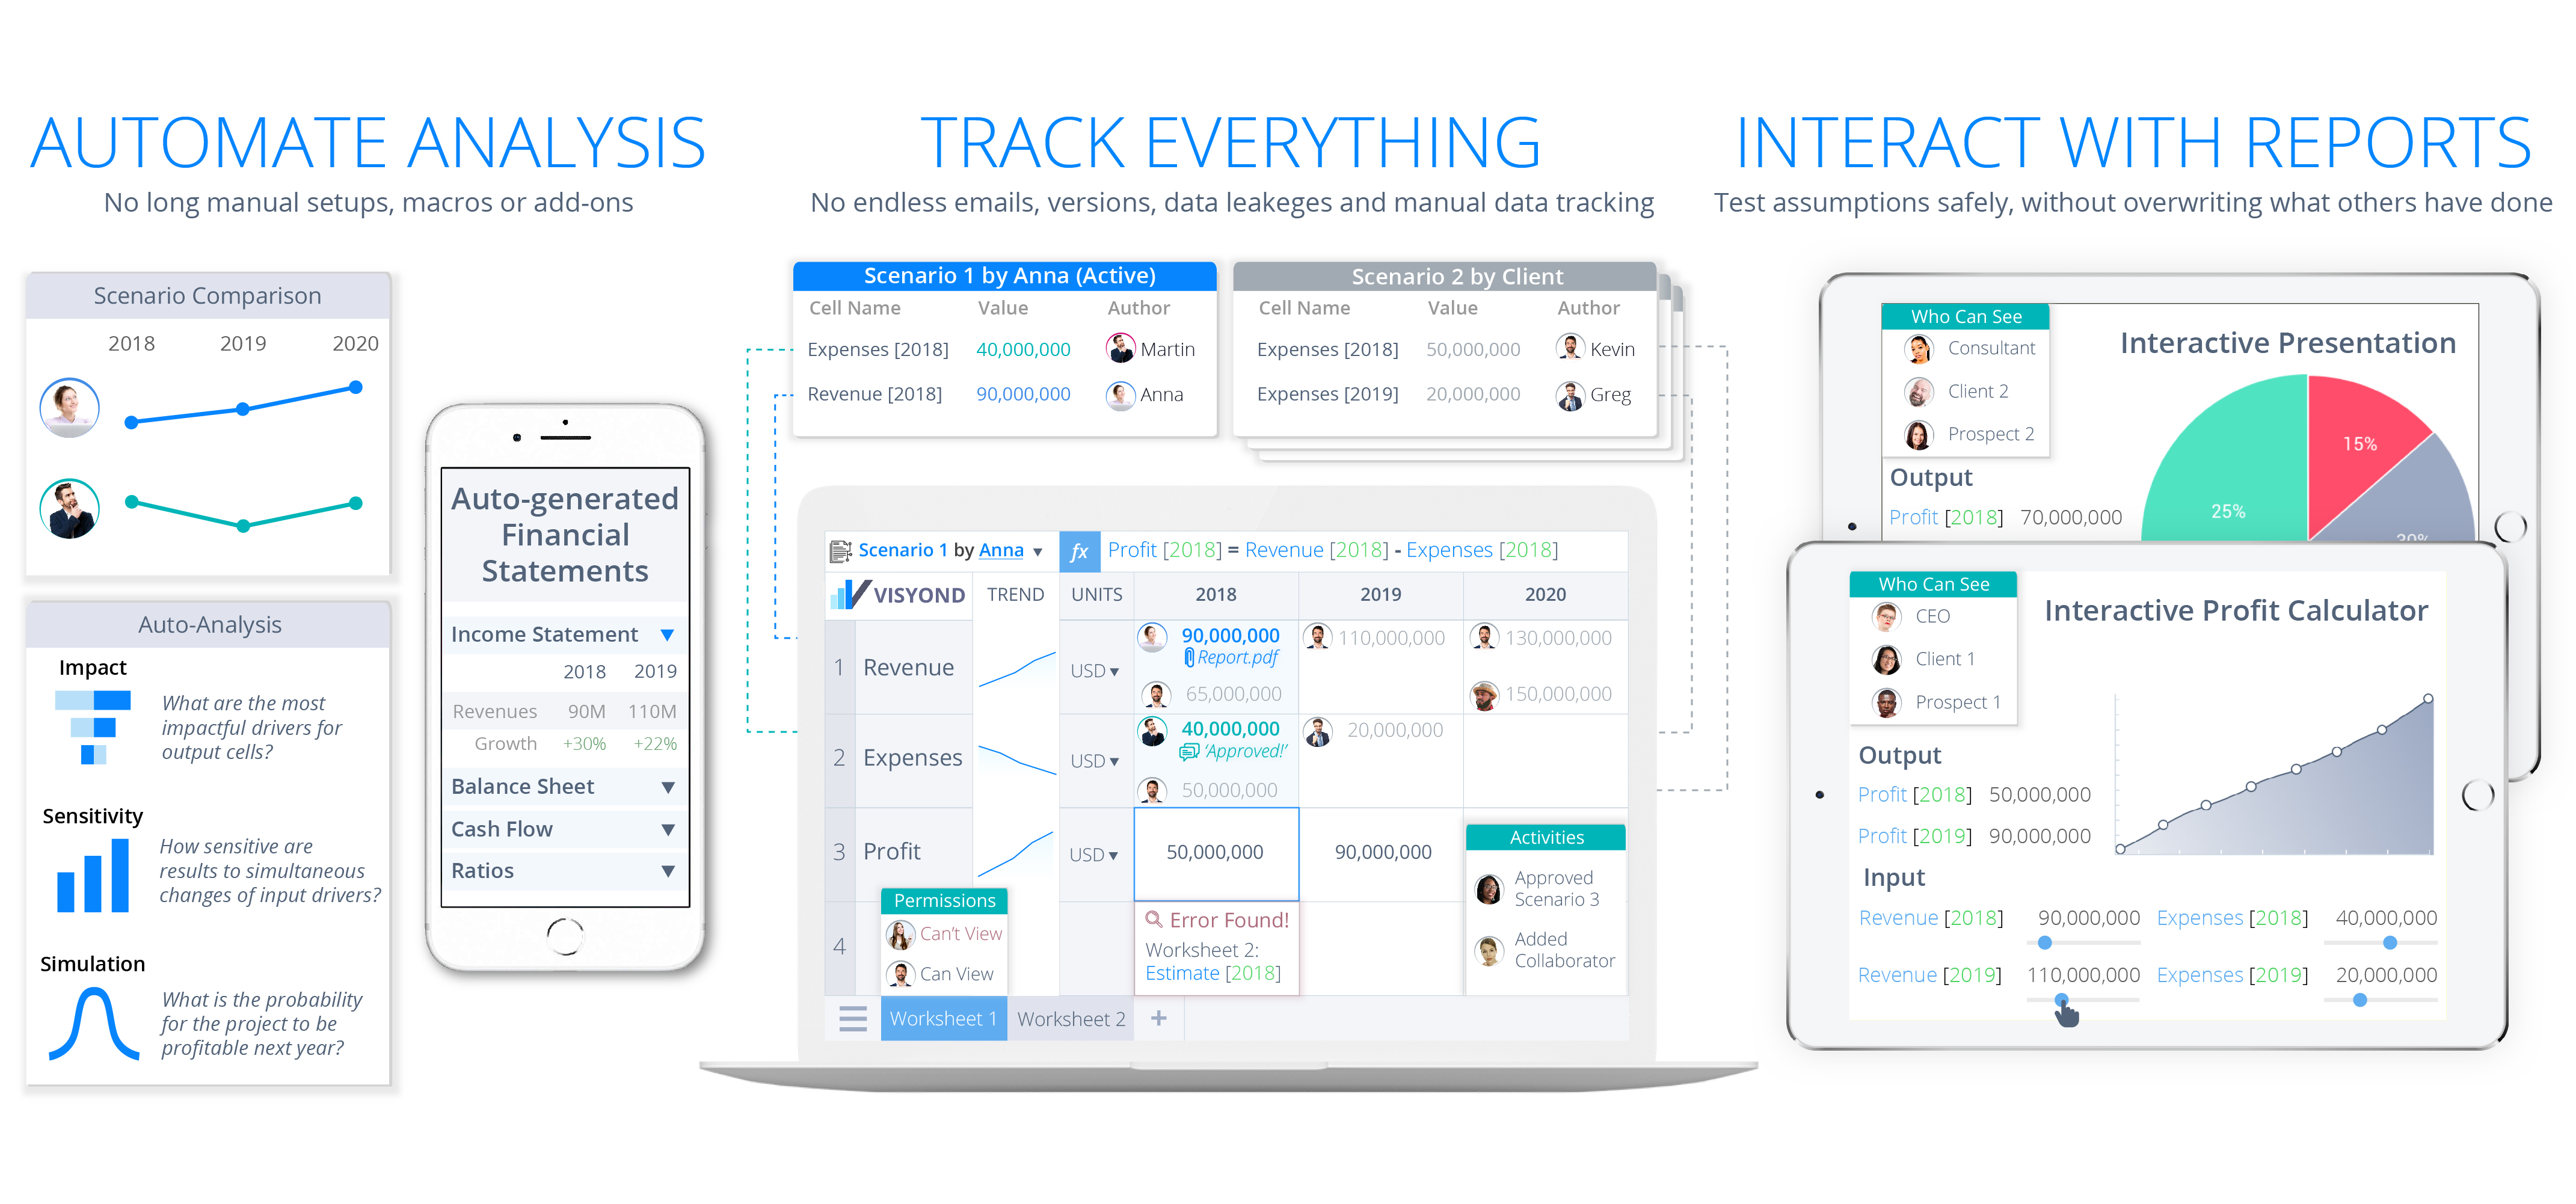 AUTOMATE ANALYSIS
No long manual setups, macros or add-ons
Scenario Comparison
2018 2019 2020
Auto-Analysis
Impact
What are the most
impactful drivers for
output cells?
Sensitivity
How sensitive are
results to simultaneous
changes of input drivers?
Simulation
What is the probability
for the project to be
profitable next year?
Auto-generated
Financial
Statements
Income Statement
2018 2019
Revenues 90M 110M
Growth +30% +22%
Balance Sheet
Cash Flow
Ratios
TRACK EVERYTHING
No endless emails, versions, data leakeges and manual data tracking
Scenario 1 by Anna (Active)
Cell Name Value Author
Expenses [2018] 40,000,000 Martin
Revenue [2018] 90,000,000 Anna
Scenario 2 by Client
Cell Name Value Author
Expenses [2018] 50,000,000 Kevin
Expenses [2019] 20,000,000 Greg
Scenario 1 by Anna fx Profit [2018] = Revenue [2018] - Expenses [2018]
VISYOND TREND UNITS 2018 2019 2020
1 Revenue USD 90,000,000 110,000,000 130,000,000
Report.pdf
65,000,000 150,000,000
2 Expenses USD 40,000,000 20,000,000
'Approved!'
50,000,000
3 Profit USD 50,000,000 90,000,000
4
Permissions
Can't View
Can View
Error Found!
Worksheet 2:
Estimate [2018]
Activities
Approved
Scenario 3
Added
Collaborator
Worksheet 1 Worksheet 2 +
INTERACT WITH REPORTS
Test assumptions safely, without overwriting what others have done
Who Can See
Consultant
Client 2
Prospect 2
Interactive Presentation
15%
25%
Output
Profit [2018] 70,000,000
Who Can See
CEO
Client 1
Prospect 1
Interactive Profit Calculator
Output
Profit [2018] 50,000,000
Profit [2019] 90,000,000
Input
Revenue [2018] 90,000,000 Expenses [2018] 40,000,000
Revenue [2019] 110,000,000 Expenses [2019] 20,000,000